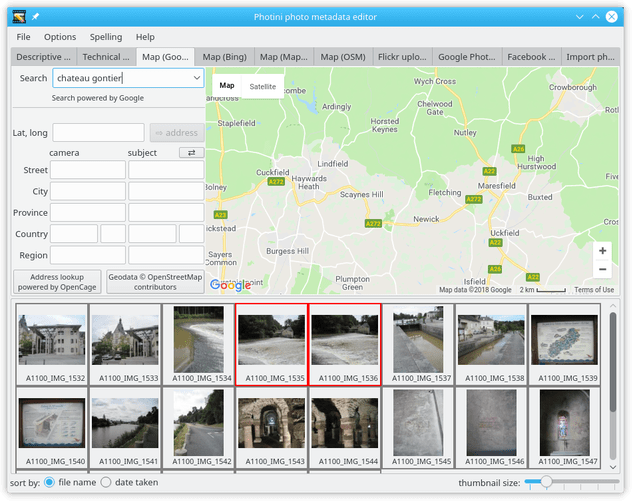 Photini photo metadata editor
File Options Spelling Help
Descriptive ... Technical ... Map (Goo... Map (Bing) Map (Map... Map (OSM) Flickr uplo... Google Phot... Facebook ... Import ph...
Search chateau gontier
Search powered by Google
Lat, long
⇨ address
camera subject
Street
City
Province
Country
Region
Address lookup
powered by OpenCage
Geodata © OpenStreetMap
contributors
Map Satellite
Wych Cross
Crowborough
Ardingly
Chelwood
Gate
Staplefield
Horsted
Keynes
Nutley
A26
High
Hurstwood
Lindfield
Cuckfield
A272
Haywards
Heath
A22
Maresfield
Scaynes Hill
Fletching
A272
Buxted
A23
A272
Newick
Uckfield
A22
Sayers
Common
Burgess Hill
Plumpton
Green
Isfield
A26
Google
Map data ©2018 Google 2 km Terms of Use
A1100_IMG_1532 A1100_IMG_1533 A1100_IMG_1534 A1100_IMG_1535 A1100_IMG_1536 A1100_IMG_1537 A1100_IMG_1538 A1100_IMG_1539
A1100_IMG_1540 A1100_IMG_1541 A1100_IMG_1542 A1100_IMG_1543 A1100_IMG_1544 A1100_IMG_1545 A1100_IMG_1546 A1100_IMG_1547
sort by: file name date taken thumbnail size: